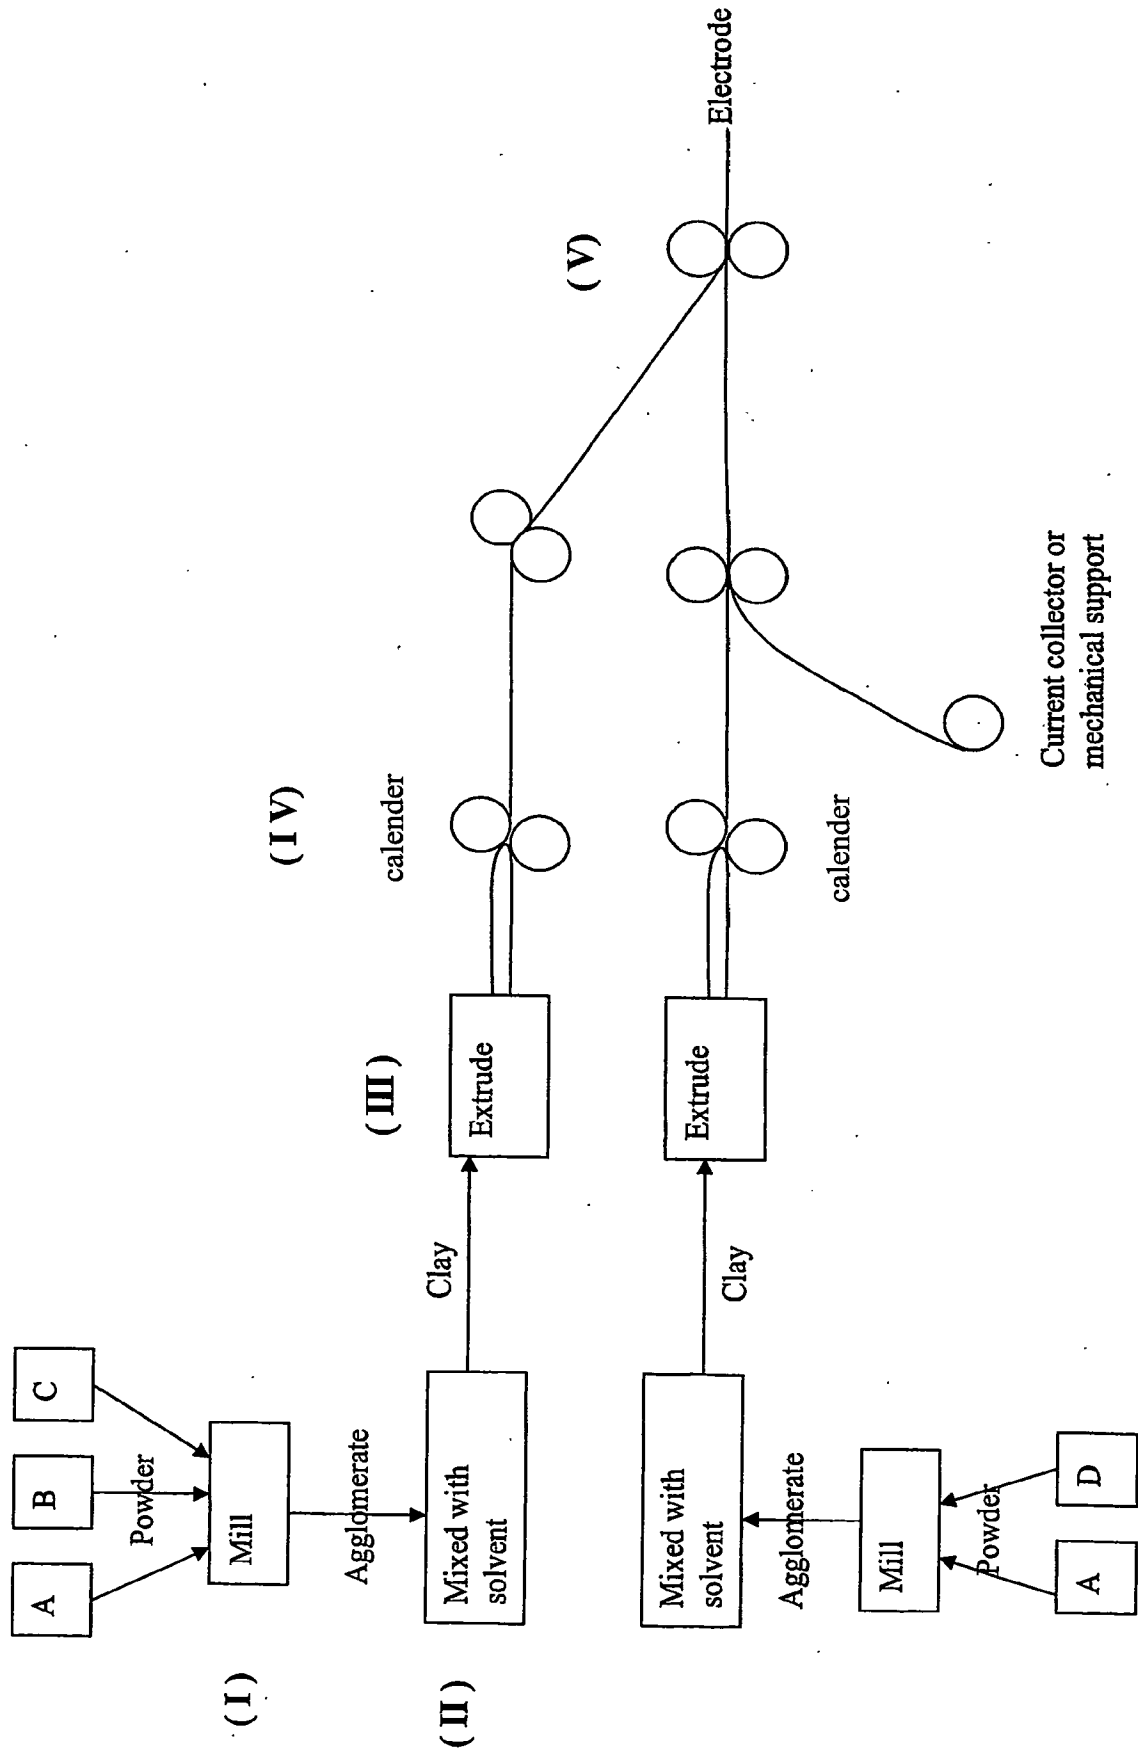 A
B
C
Powder
( I )
Mill
Agglomerate
( II )
Mixed with
solvent
Clay
( III )
Extrude
( I V )
calender
( V )
Electrode
Mixed with
solvent
Clay
Extrude
calender
Agglomerate
Mill
Powder
A
D
Current collector or
mechanical support